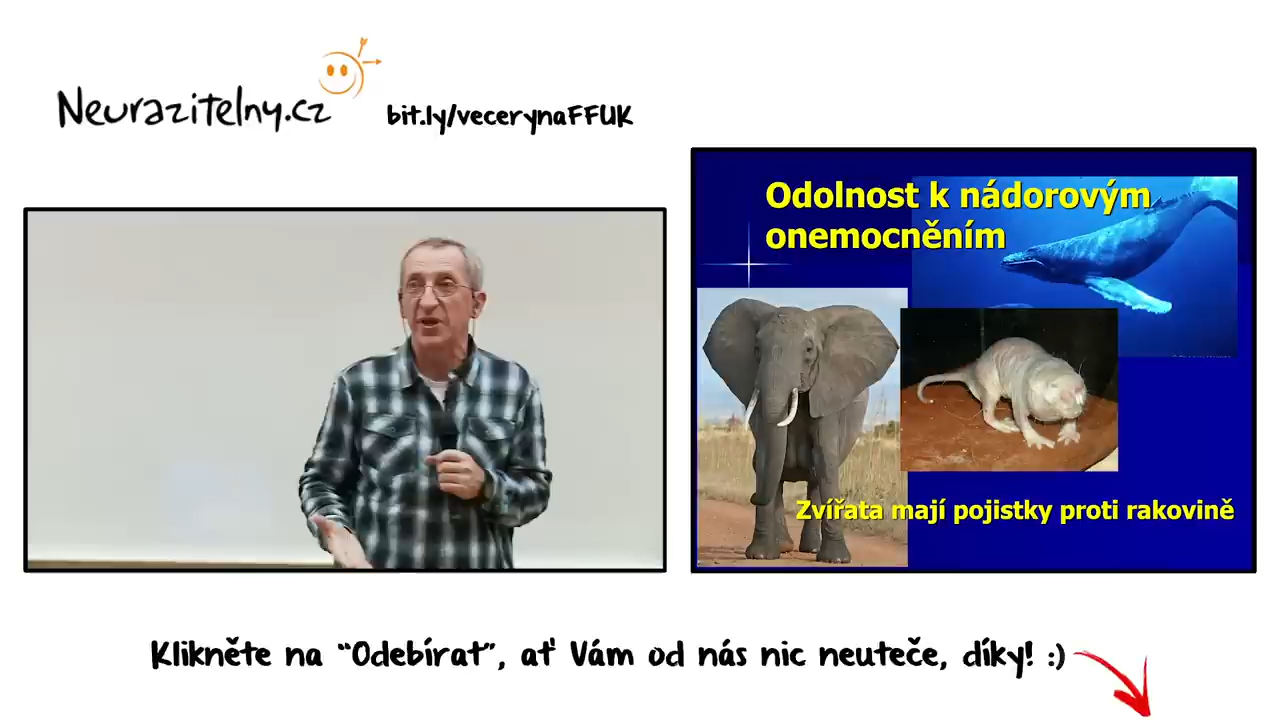 Neurazitelny.cz
bit.ly/vecerynaFFUK
Odolnost k nádorovým
onemocněním
Zvířata mají pojistky proti rakovině
Klikněte na “Odebírat”, ať Vám od nás nic neuteče, díky! :)